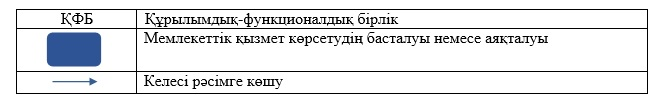 ҚФБ Құрылымдық-функционалдық бірлік
Мемлекеттік қызмет көрсетудің басталуы немесе аяқталуы
Келесі рәсімге көшу